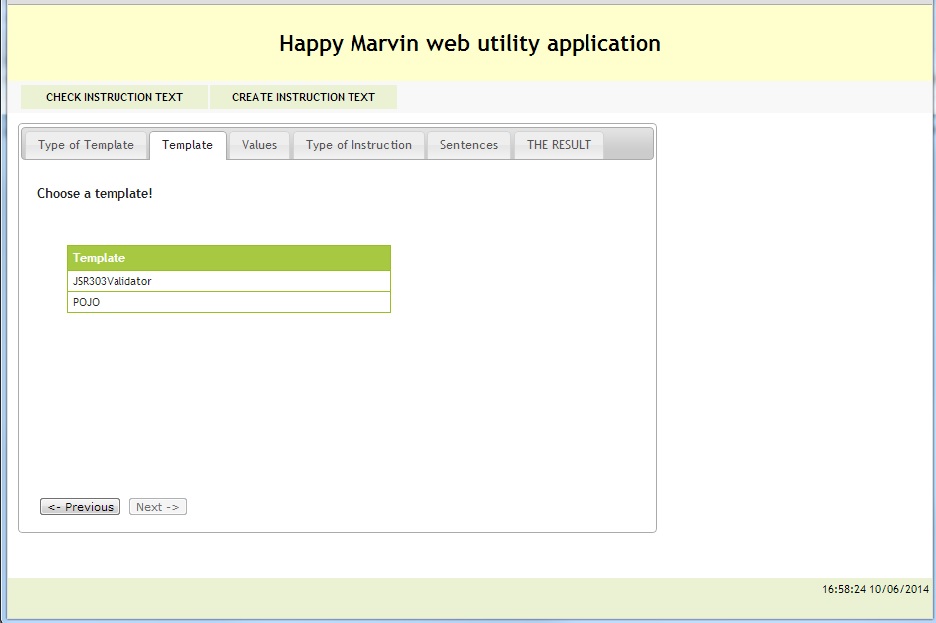 Happy Marvin web utility application
CHECK INSTRUCTION TEXT CREATE INSTRUCTION TEXT
Type of Template Template Values Type of Instruction Sentences THE RESULT
Choose a template!
Template
JSR303Validator
POJO
<- Previous Next ->
16:58:24 10/06/2014